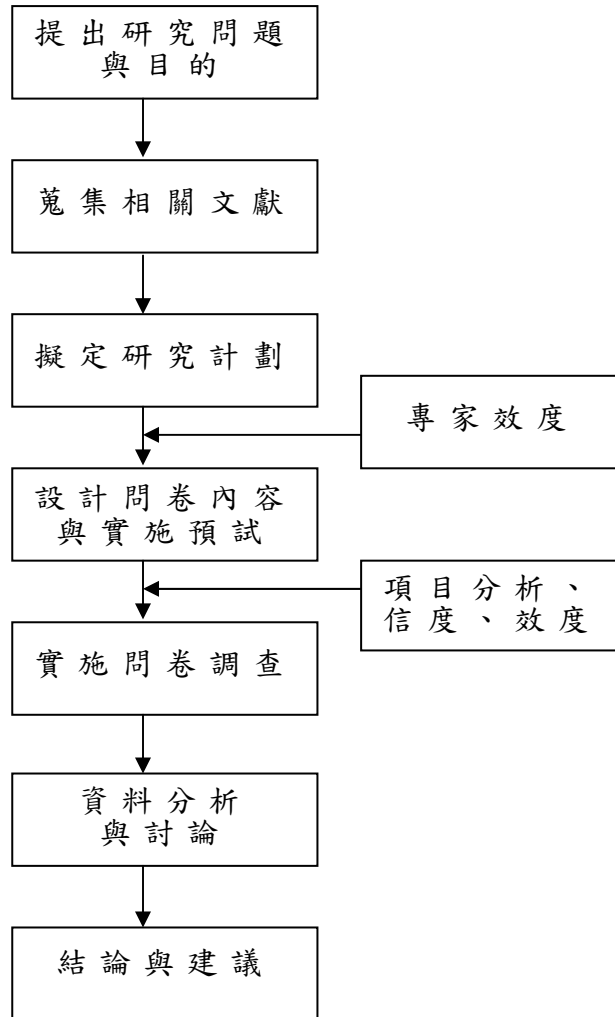 提出研究問題
與目的
蒐集相關文獻
擬定研究計劃
專家效度
設計問卷內容
與實施預試
項目分析、
信度、效度
實施問卷調查
資料分析
與討論
結論與建議